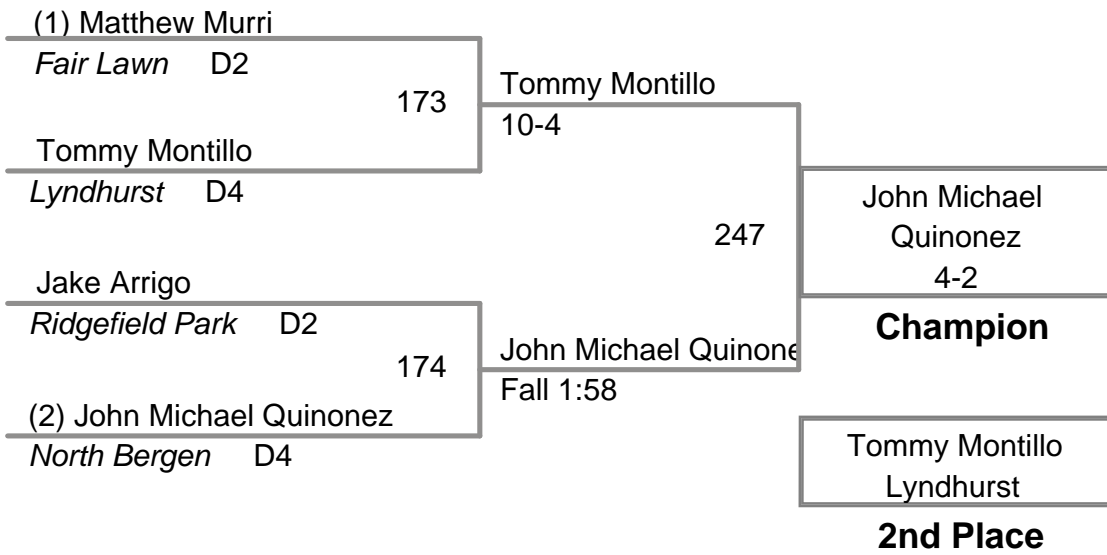 (1) Matthew Murri
Fair Lawn D2
173
Tommy Montillo
Lyndhurst D4
Tommy Montillo
10-4
Jake Arrigo
Ridgefield Park D2
174
(2) John Michael Quinonez
North Bergen D4
John Michael Quinone
Fall 1:58
247
John Michael
Quinonez
4-2
Champion
Tommy Montillo
Lyndhurst
2nd Place